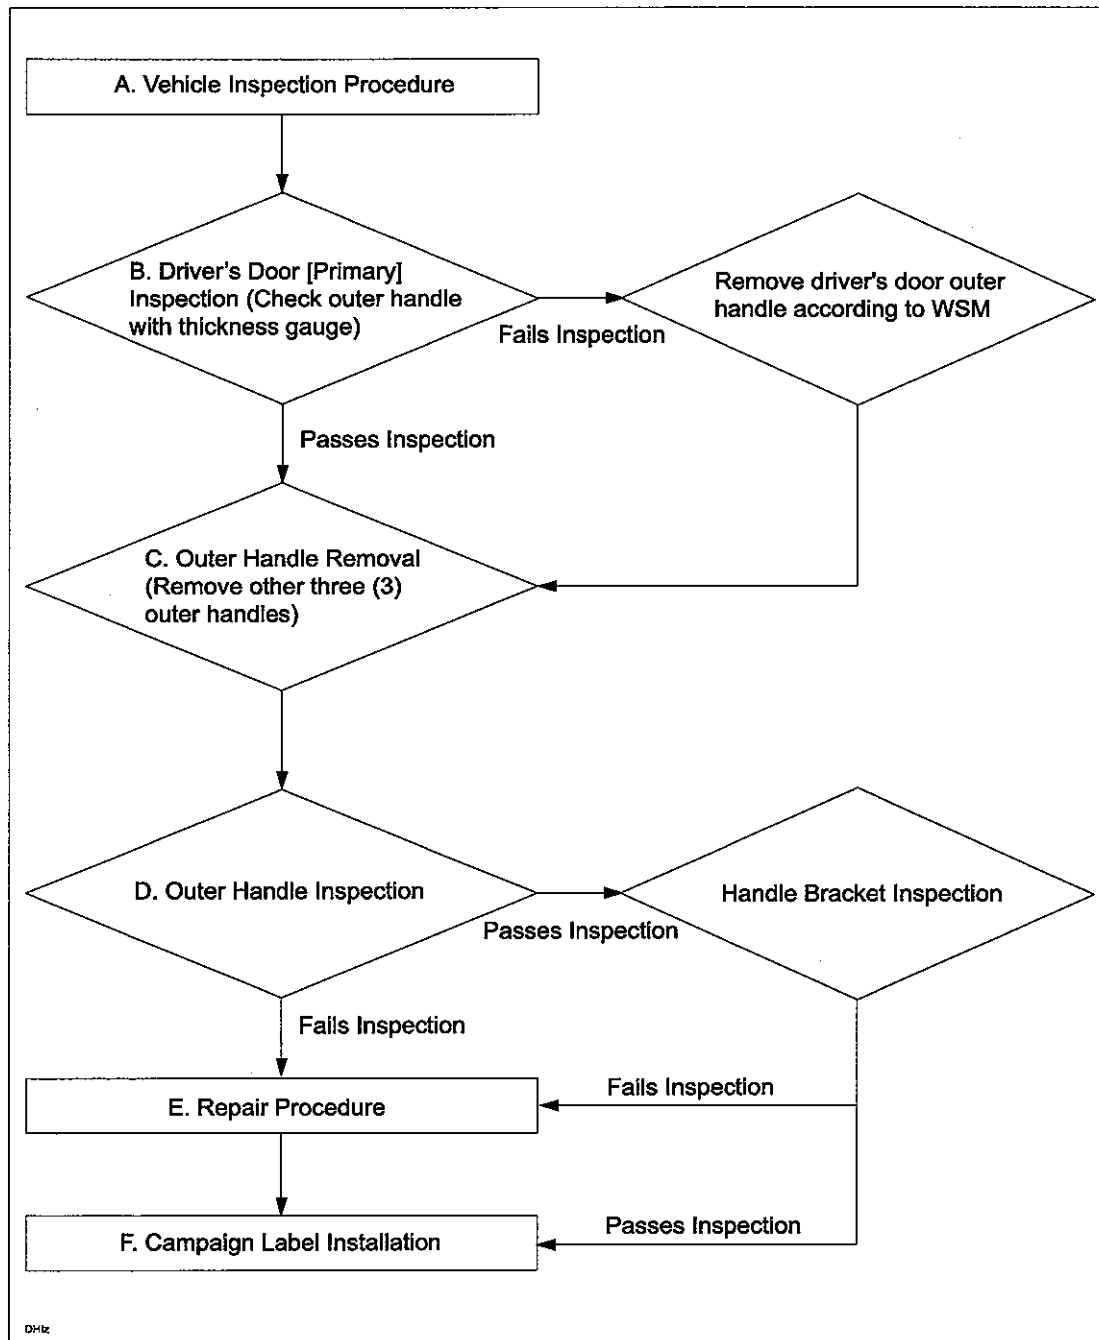 A. Vehicle Inspection Procedure
B. Driver's Door [Primary]
Inspection (Check outer handle
with thickness gauge)
Fails Inspection
Remove driver's door outer
handle according to WSM
Passes Inspection
C. Outer Handle Removal
(Remove other three (3)
outer handles)
D. Outer Handle Inspection
Passes Inspection
Handle Bracket Inspection
Fails Inspection
E. Repair Procedure
Fails Inspection
F. Campaign Label Installation
Passes Inspection